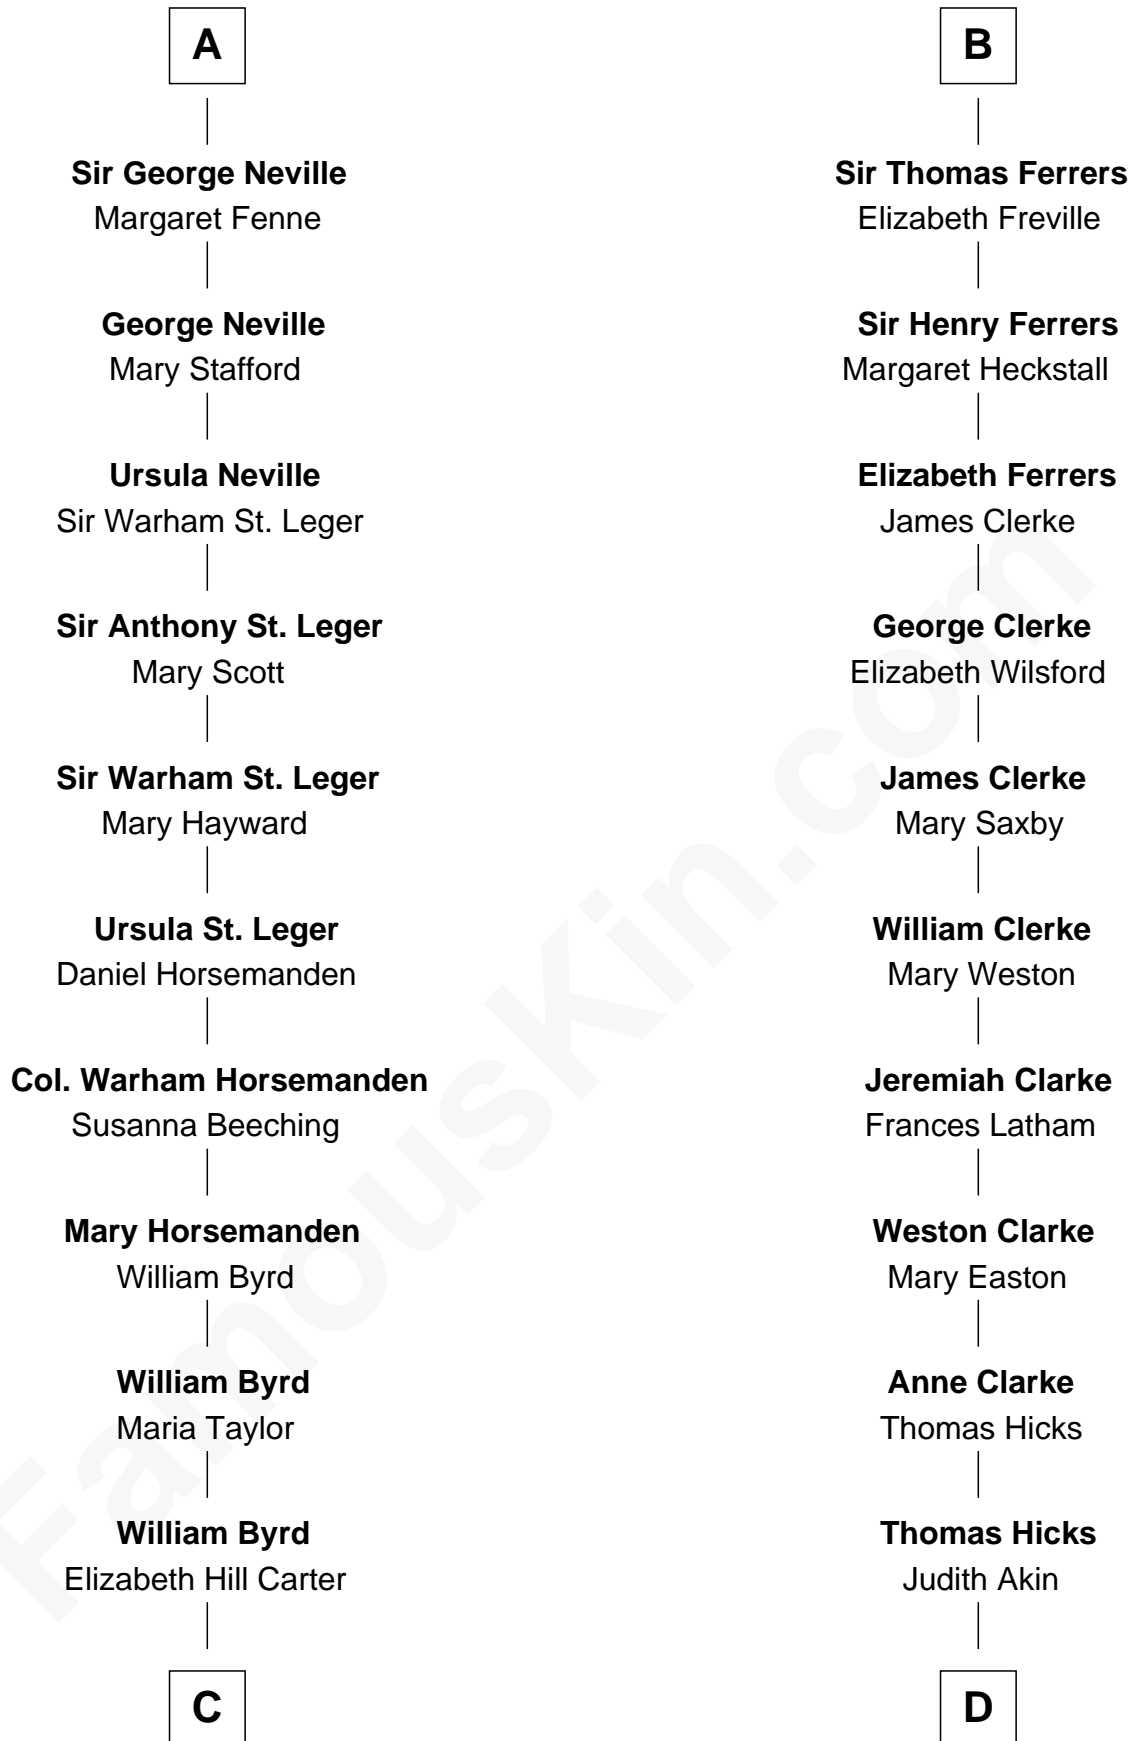 A
Sir George Neville
Margaret Fenne
George Neville
Mary Stafford
Ursula Neville
Sir Warham St. Leger
Sir Anthony St. Leger
Mary Scott
Sir Warham St. Leger
Mary Hayward
Ursula St. Leger
Daniel Horsemanden
Col. Warham Horsemanden
Susanna Beeching
Mary Horsemanden
William Byrd
William Byrd
Maria Taylor
William Byrd
Elizabeth Hill Carter
C
B
Sir Thomas Ferrers
Elizabeth Freville
Sir Henry Ferrers
Margaret Heckstall
Elizabeth Ferrers
James Clerke
George Clerke
Elizabeth Wilsford
James Clerke
Mary Saxby
William Clerke
Mary Weston
Jeremiah Clarke
Frances Latham
Weston Clarke
Mary Easton
Anne Clarke
Thomas Hicks
Thomas Hicks
Judith Akin
D
FamousKin.com